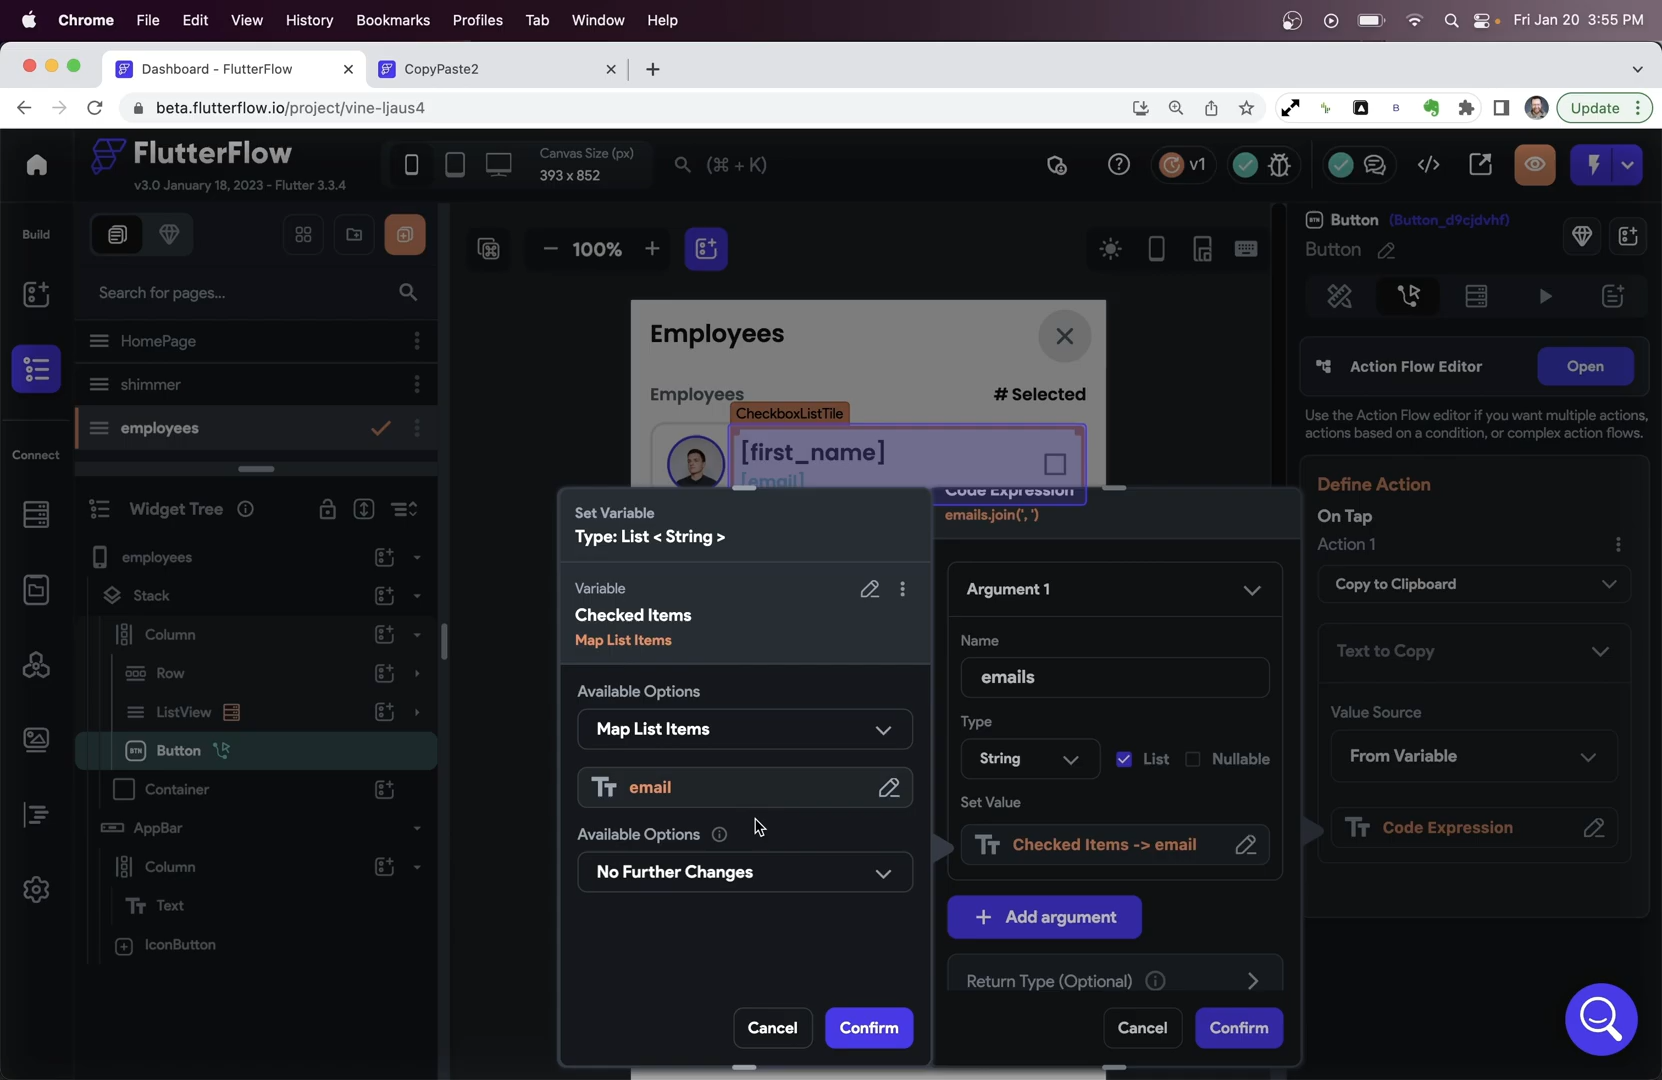 Chrome File Edit View History Bookmarks Profiles Tab Window Help Fri Jan 20 3:55 PM
Dashboard - FlutterFlow
CopyPaste2
beta.flutterflow.io/project/vine-ljaus4
Update
FlutterFlow
v3.0 January 18, 2023 - Flutter 3.3.4
Canvas Size (px)
393 x 852
(⌘ + K)
v1
Build
Connect
Search for pages...
HomePage
shimmer
employees
Widget Tree
employees
Stack
Column
Row
ListView
BTN Button
Container
AppBar
Column
Tt Text
IconButton
100%
Employees
Employees
# Selected
CheckboxListTile
[first_name]
[email]
Set Variable
Type: List < String >
Variable
Checked Items
Map List Items
Available Options
Map List Items
Tt email
Available Options
No Further Changes
Cancel
Confirm
Code Expression
emails.join(', ')
Argument 1
Name
emails
Type
String
List
Nullable
Set Value
Tt Checked Items -> email
+ Add argument
Return Type (Optional)
Cancel
Confirm
BTN Button (Button_d9cjdvhf)
Button
Action Flow Editor
Open
Use the Action Flow editor if you want multiple actions,
actions based on a condition, or complex action flows.
Define Action
On Tap
Action 1
Copy to Clipboard
Text to Copy
Value Source
From Variable
Tt Code Expression